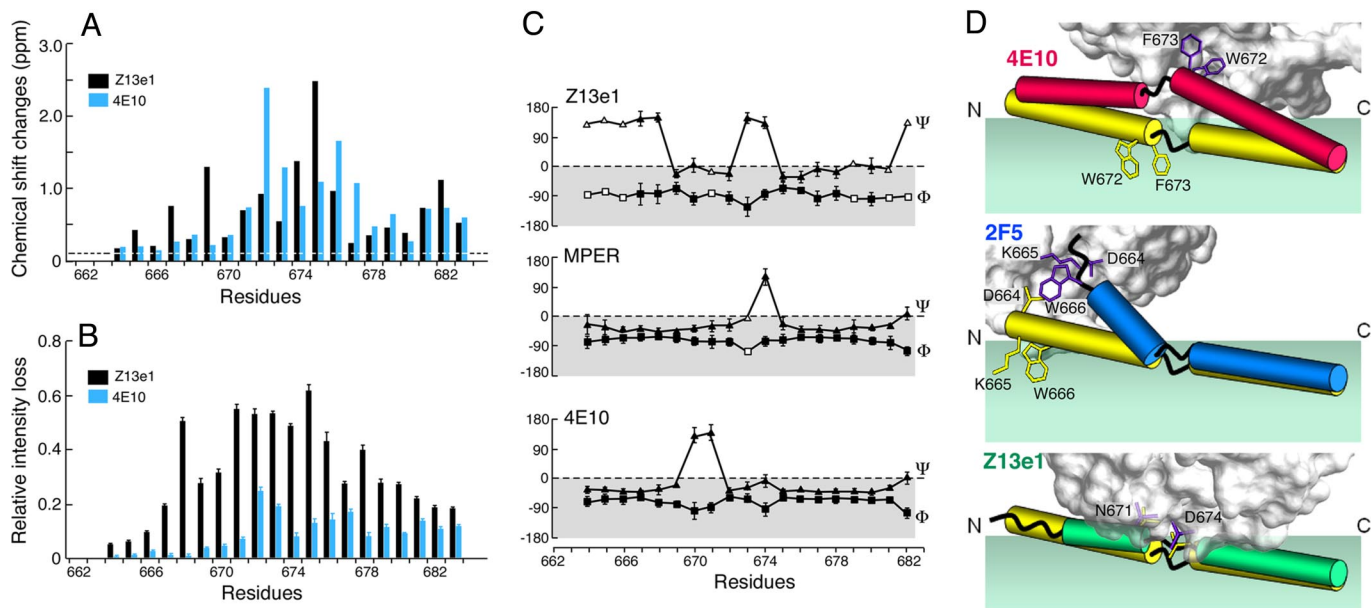 A
Chemical shift changes (ppm)
3.0
2.0
1.0
0
Z13e1
4E10
662 666 670 674 678 682
Residues
B
Relative intensity loss
0.8
0.6
0.4
0.2
0
Z13e1
4E10
662 666 670 674 678 682
Residues
C
Z13e1
180
90
0
-90
-180
Ψ
Φ
MPER
180
90
0
-90
-180
Ψ
Φ
4E10
180
90
0
-90
-180
Ψ
Φ
662 666 670 674 678 682
Residues
D
4E10
F673
W672
N
C
W672
F673
2F5
K665
D664
D664
W666
N
C
K665
W666
Z13e1
N671
D674
N
C